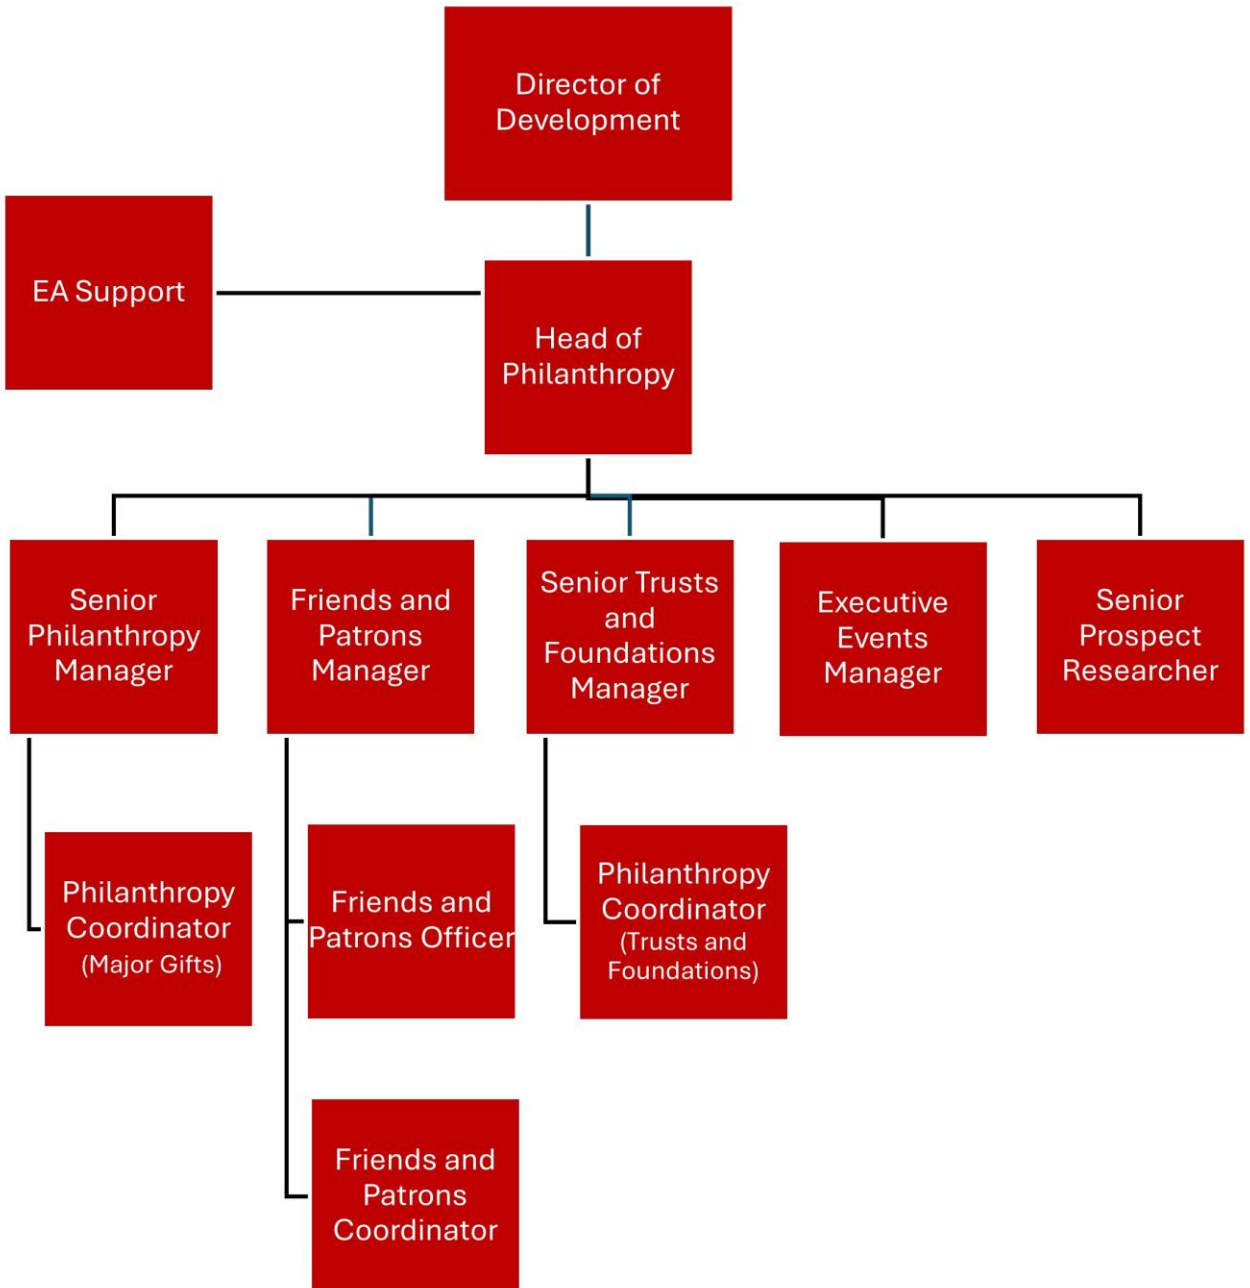 Director of
Development
EA Support
Head of
Philanthropy
Senior
Philanthropy
Manager
Friends and
Patrons
Manager
Senior Trusts
and
Foundations
Manager
Executive
Events
Manager
Senior
Prospect
Researcher
Philanthropy
Coordinator
(Major Gifts)
Friends and
Patrons Officer
Philanthropy
Coordinator
(Trusts and
Foundations)
Friends and
Patrons
Coordinator